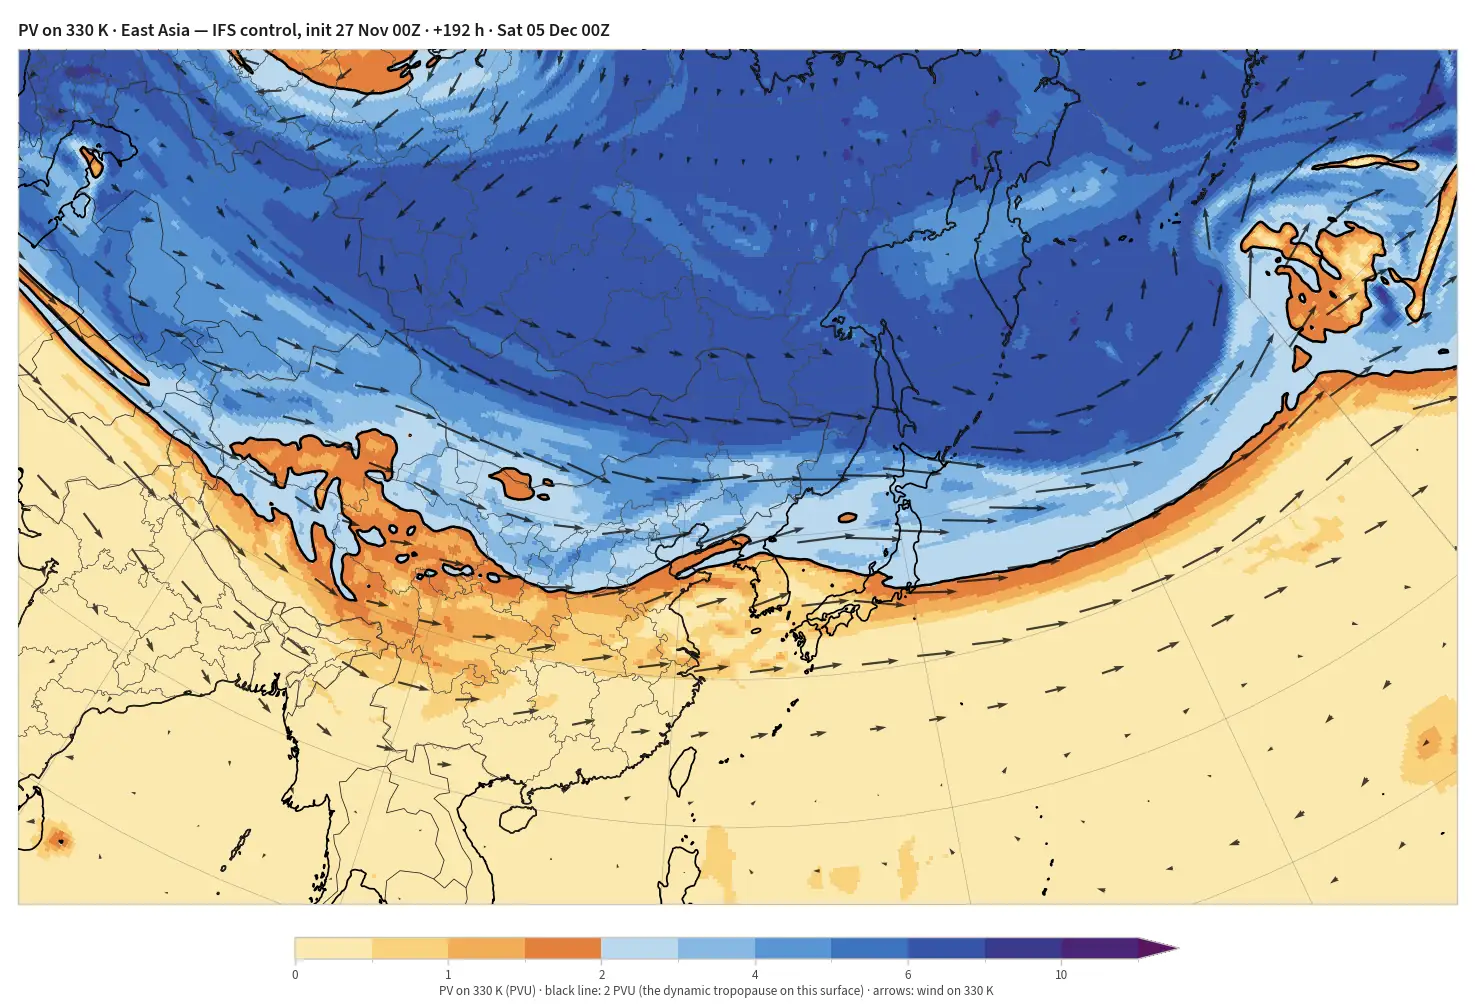 PV on 330 K · East Asia — IFS control, init 27 Nov 00Z · +192 h · Sat 05 Dec 00Z
0 1 2 4 6 10
PV on 330 K (PVU) · black line: 2 PVU (the dynamic tropopause on this surface) · arrows: wind on 330 K